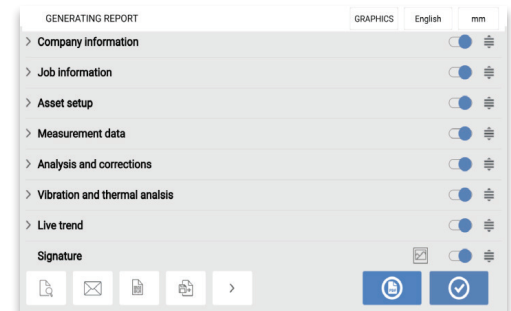 GENERATING REPORT GRAPHICS English mm
Company information
Job information
Asset setup
Measurement data
Analysis and corrections
Vibration and thermal analsis
Live trend
Signature